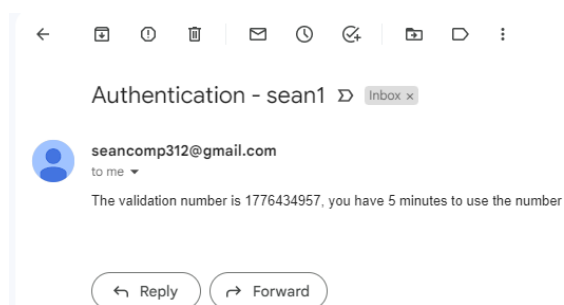 Authentication - sean1 Inbox ×
seancomp312@gmail.com
to me
The validation number is 1776434957, you have 5 minutes to use the number
Reply Forward